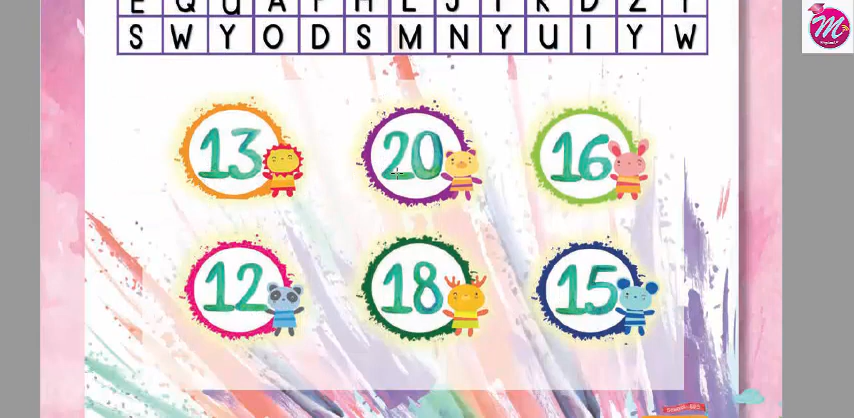 E Q U A P H L J T R D Z I
S W Y O D S M N Y U I Y W
13 20 16
12 18 15
M